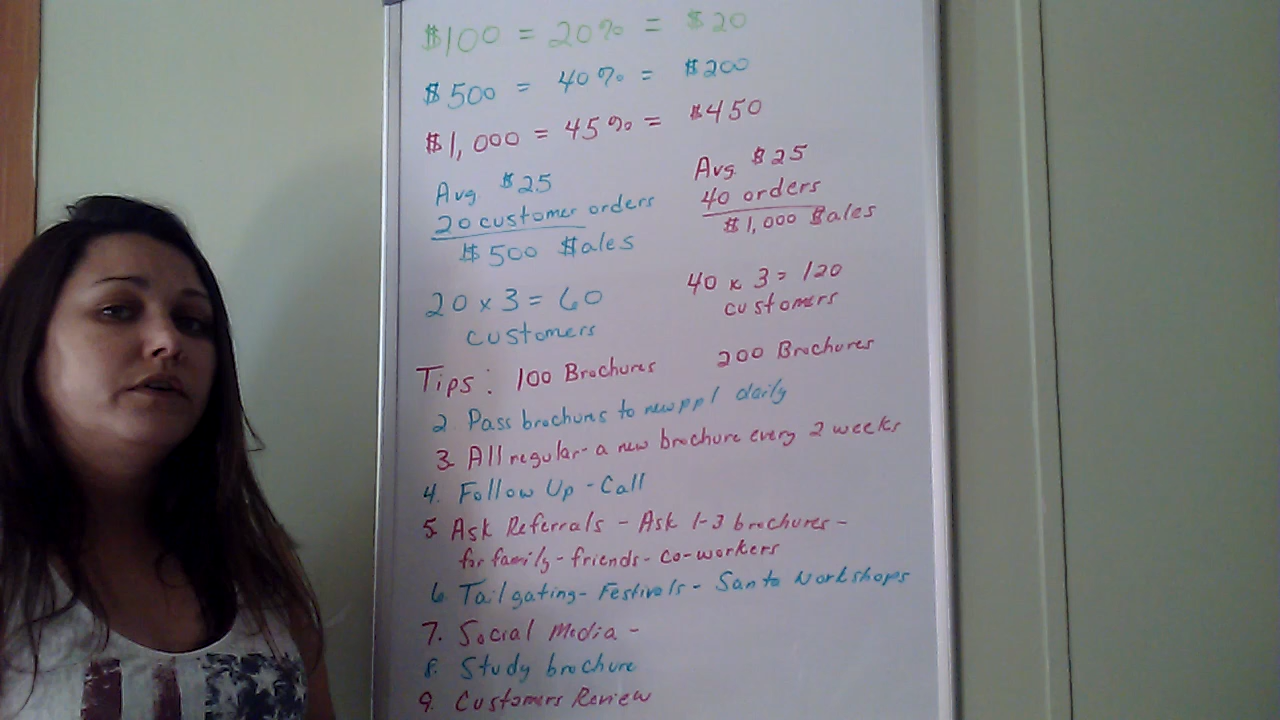 $100 = 20% = $20
$500 = 40% = $200
$1,000 = 45% = $450
Avg $25
20 customer orders
$500 $ales
Avg $25
40 orders
$1,000 $ales
20 x 3 = 60
customers
40 x 3 = 120
customers
Tips: 100 Brochures 200 Brochures
2. Pass brochures to new ppl daily
3. All regular - a new brochure every 2 weeks
4. Follow Up - Call
5. Ask Referrals - Ask 1-3 brochures -
for family - friends - co-workers
6. Tailgating - Festivals - Santa Workshops
7. Social Media -
8. Study brochure
9. Customers Review